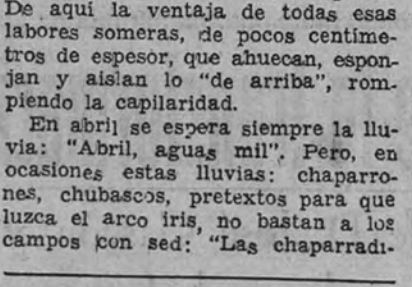 De aquí la ventaja de todas esas
labores someras, de pocos centíme-
tros de espesor, que ahuecan, espon-
jan y aislan lo "de arriba", rom-
piendo la capilaridad.
En abril se espera siempre la llu-
via: "Abril, aguas mil". Pero, en
ocasiones estas lluvias: chaparro-
nes, chubascos, pretextos para que
luzca el arco iris, no bastan a los
campos con sed: "Las chaparradi-